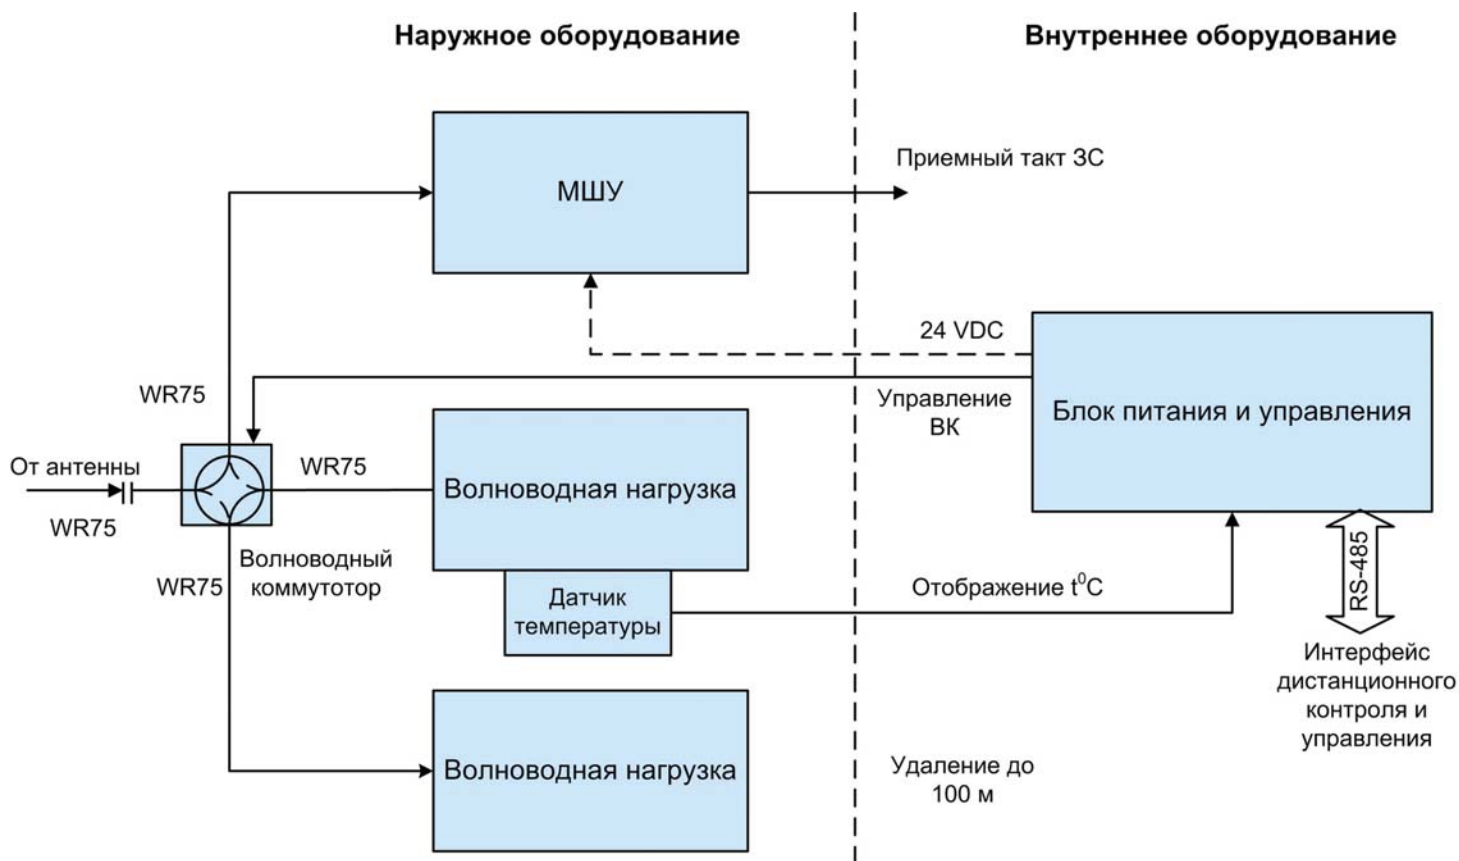 Наружное оборудование
Внутреннее оборудование
МШУ
Приемный такт ЗС
24 VDC
Управление
ВК
Блок питания и управления
WR75
От антенны
WR75
WR75
Волноводная нагрузка
Волноводный
коммутотор
WR75
Датчик
температуры
Отображение t⁰C
RS-485
Интерфейс
дистанционного
контроля и
управления
Волноводная нагрузка
Удаление до
100 м